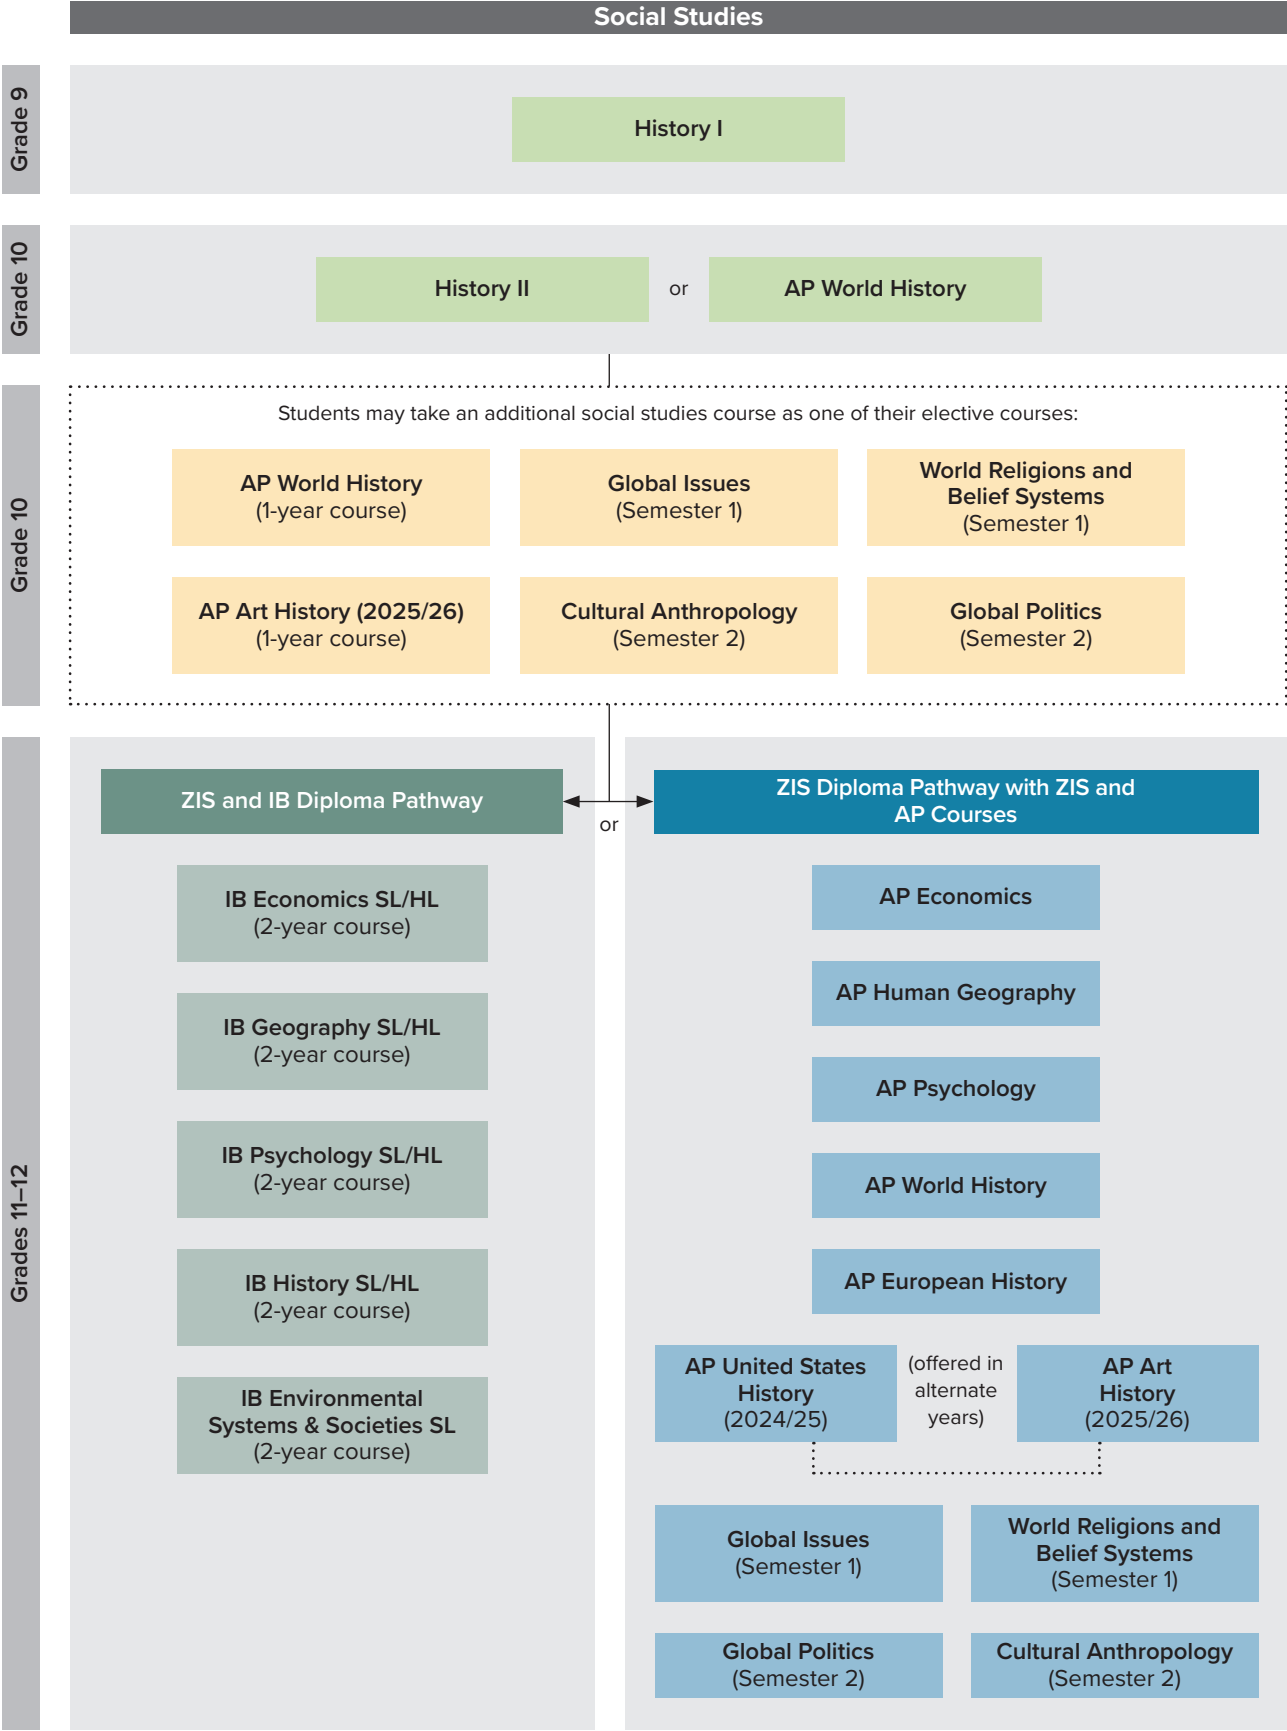 Social Studies
Grade 9
History I
Grade 10
History II
or
AP World History
Grade 10
Students may take an additional social studies course as one of their elective courses:
AP World History
(1-year course)
Global Issues
(Semester 1)
World Religions and
Belief Systems
(Semester 1)
AP Art History (2025/26)
(1-year course)
Cultural Anthropology
(Semester 2)
Global Politics
(Semester 2)
Grades 11–12
ZIS and IB Diploma Pathway
or
ZIS Diploma Pathway with ZIS and
AP Courses
IB Economics SL/HL
(2-year course)
IB Geography SL/HL
(2-year course)
IB Psychology SL/HL
(2-year course)
IB History SL/HL
(2-year course)
IB Environmental
Systems & Societies SL
(2-year course)
AP Economics
AP Human Geography
AP Psychology
AP World History
AP European History
AP United States
History
(2024/25)
(offered in
alternate
years)
AP Art
History
(2025/26)
Global Issues
(Semester 1)
World Religions and
Belief Systems
(Semester 1)
Global Politics
(Semester 2)
Cultural Anthropology
(Semester 2)